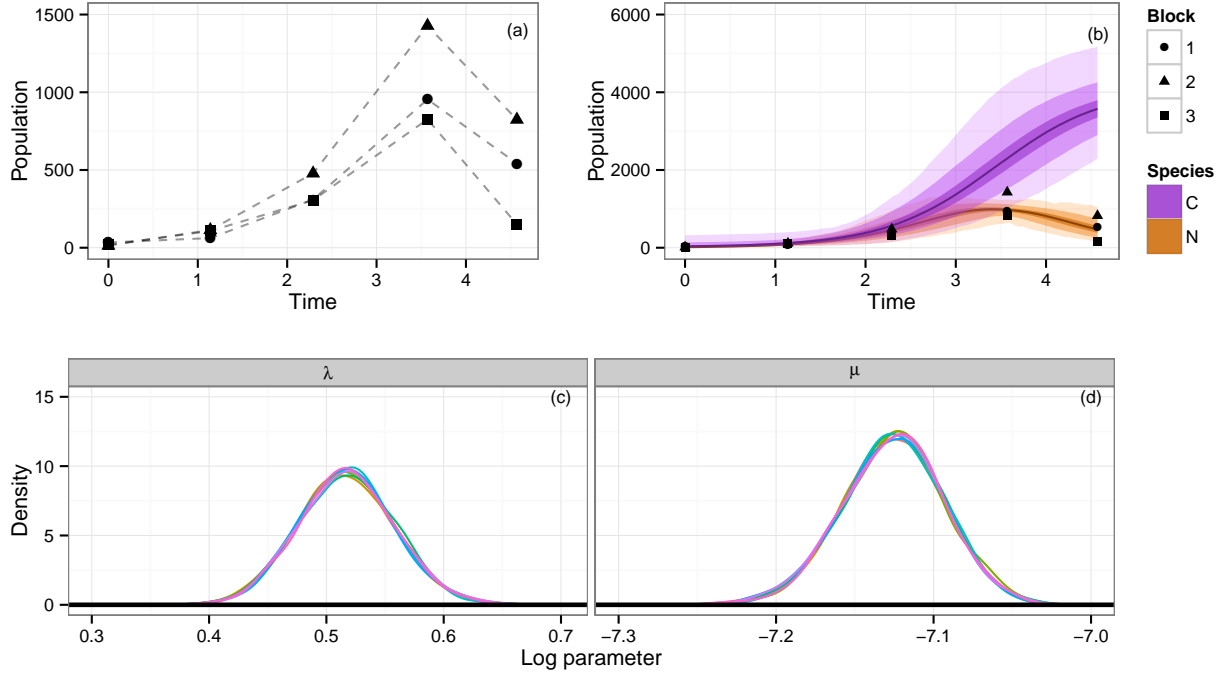 (a)
1500
1000
500
0
Population
0 1 2 3 4
Time
(b)
6000
4000
2000
0
Population
0 1 2 3 4
Time
Block
1
2
3
Species
C
N
λ
μ
(c)
(d)
15
10
5
0
Density
0.3 0.4 0.5 0.6 0.7
−7.3 −7.2 −7.1 −7.0
Log parameter